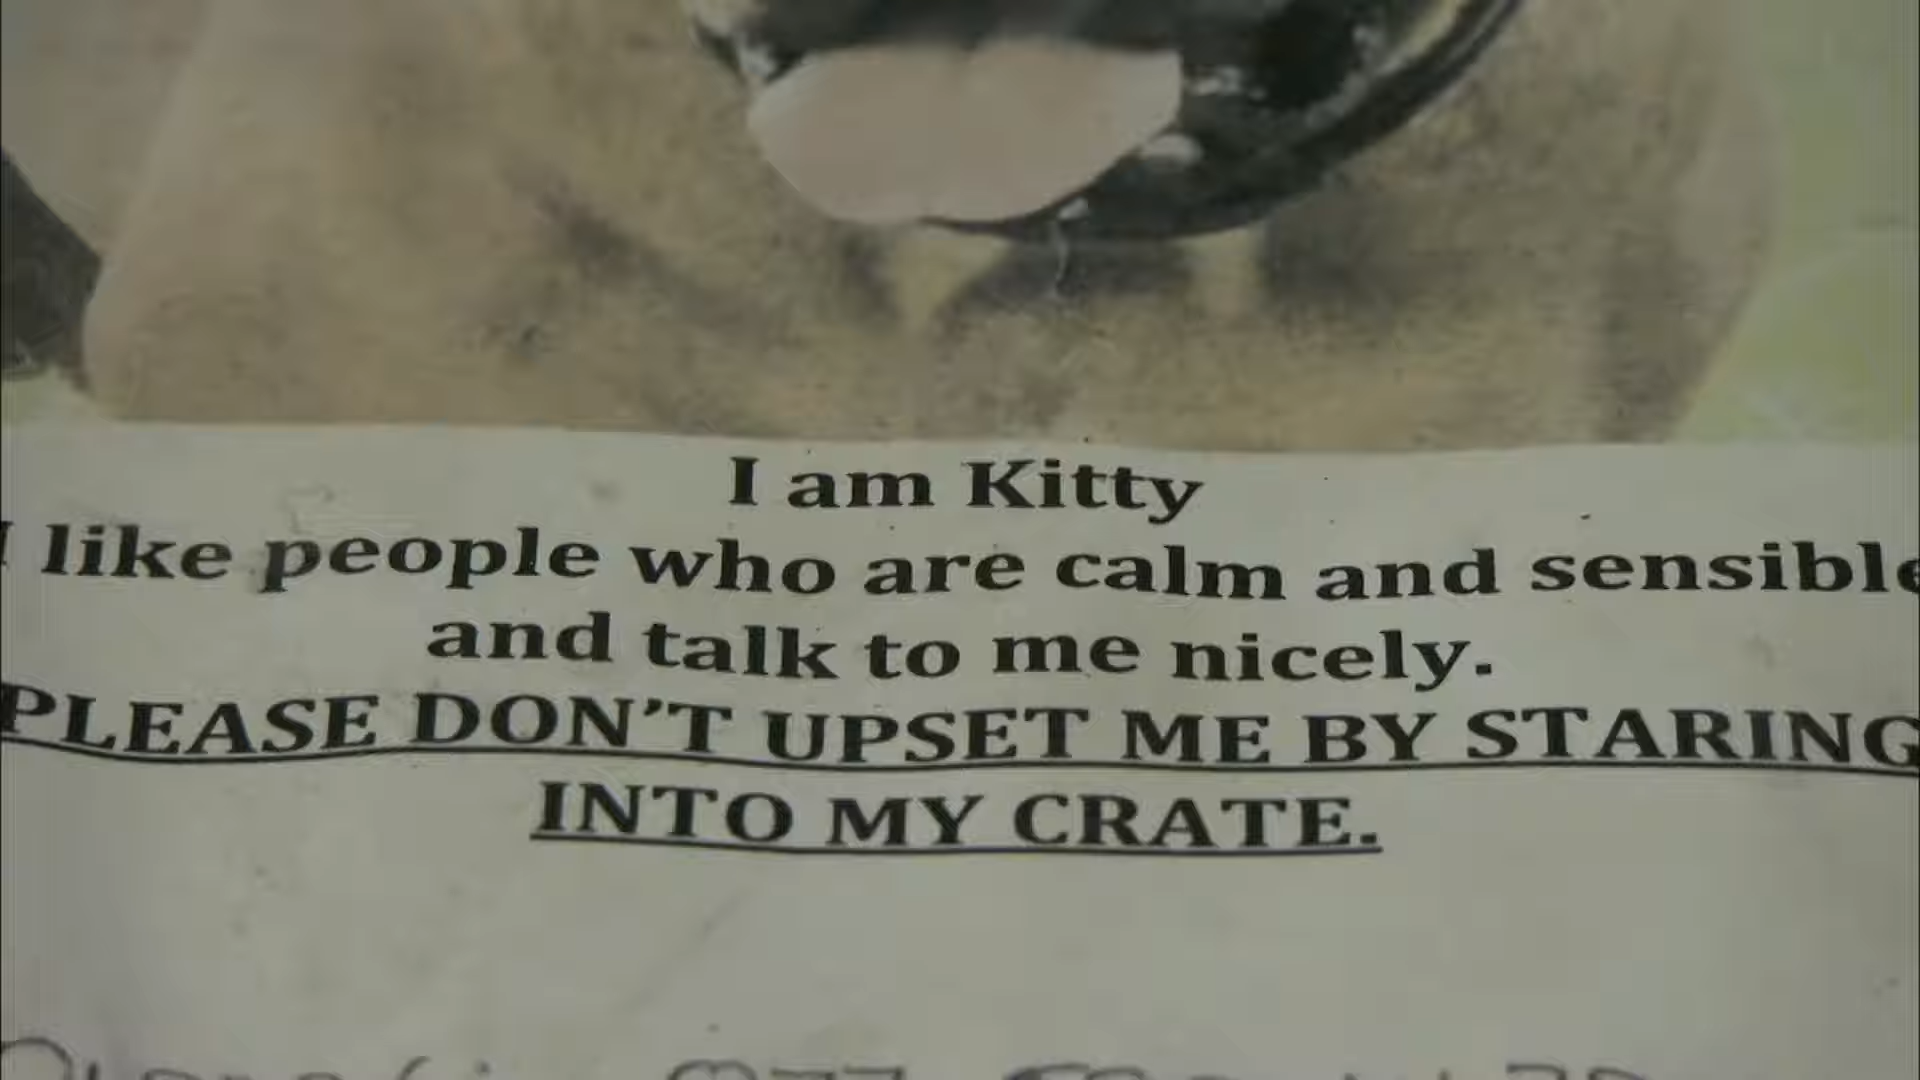 I am Kitty
I like people who are calm and sensible
and talk to me nicely.
PLEASE DON'T UPSET ME BY STARING
INTO MY CRATE.